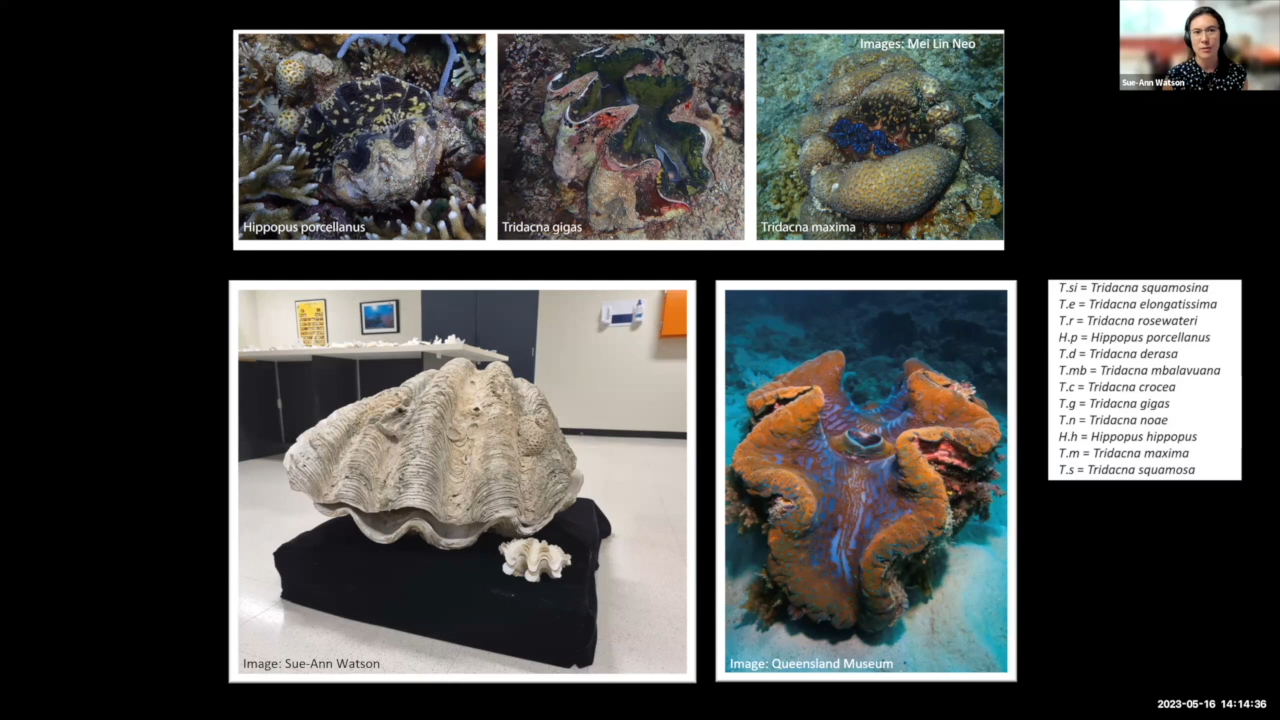 Images: Mei Lin Neo
Sue-Ann Watson
Hippopus porcellanus
Tridacna gigas
Tridacna maxima
T.si = Tridacna squamosina
T.e = Tridacna elongatissima
T.r = Tridacna rosewateri
H.p = Hippopus porcellanus
T.d = Tridacna derasa
T.mb = Tridacna mbalavuana
T.c = Tridacna crocea
T.g = Tridacna gigas
T.n = Tridacna noae
H.h = Hippopus hippopus
T.m = Tridacna maxima
T.s = Tridacna squamosa
Image: Sue-Ann Watson
Image: Queensland Museum
2023-05-16 14:14:36